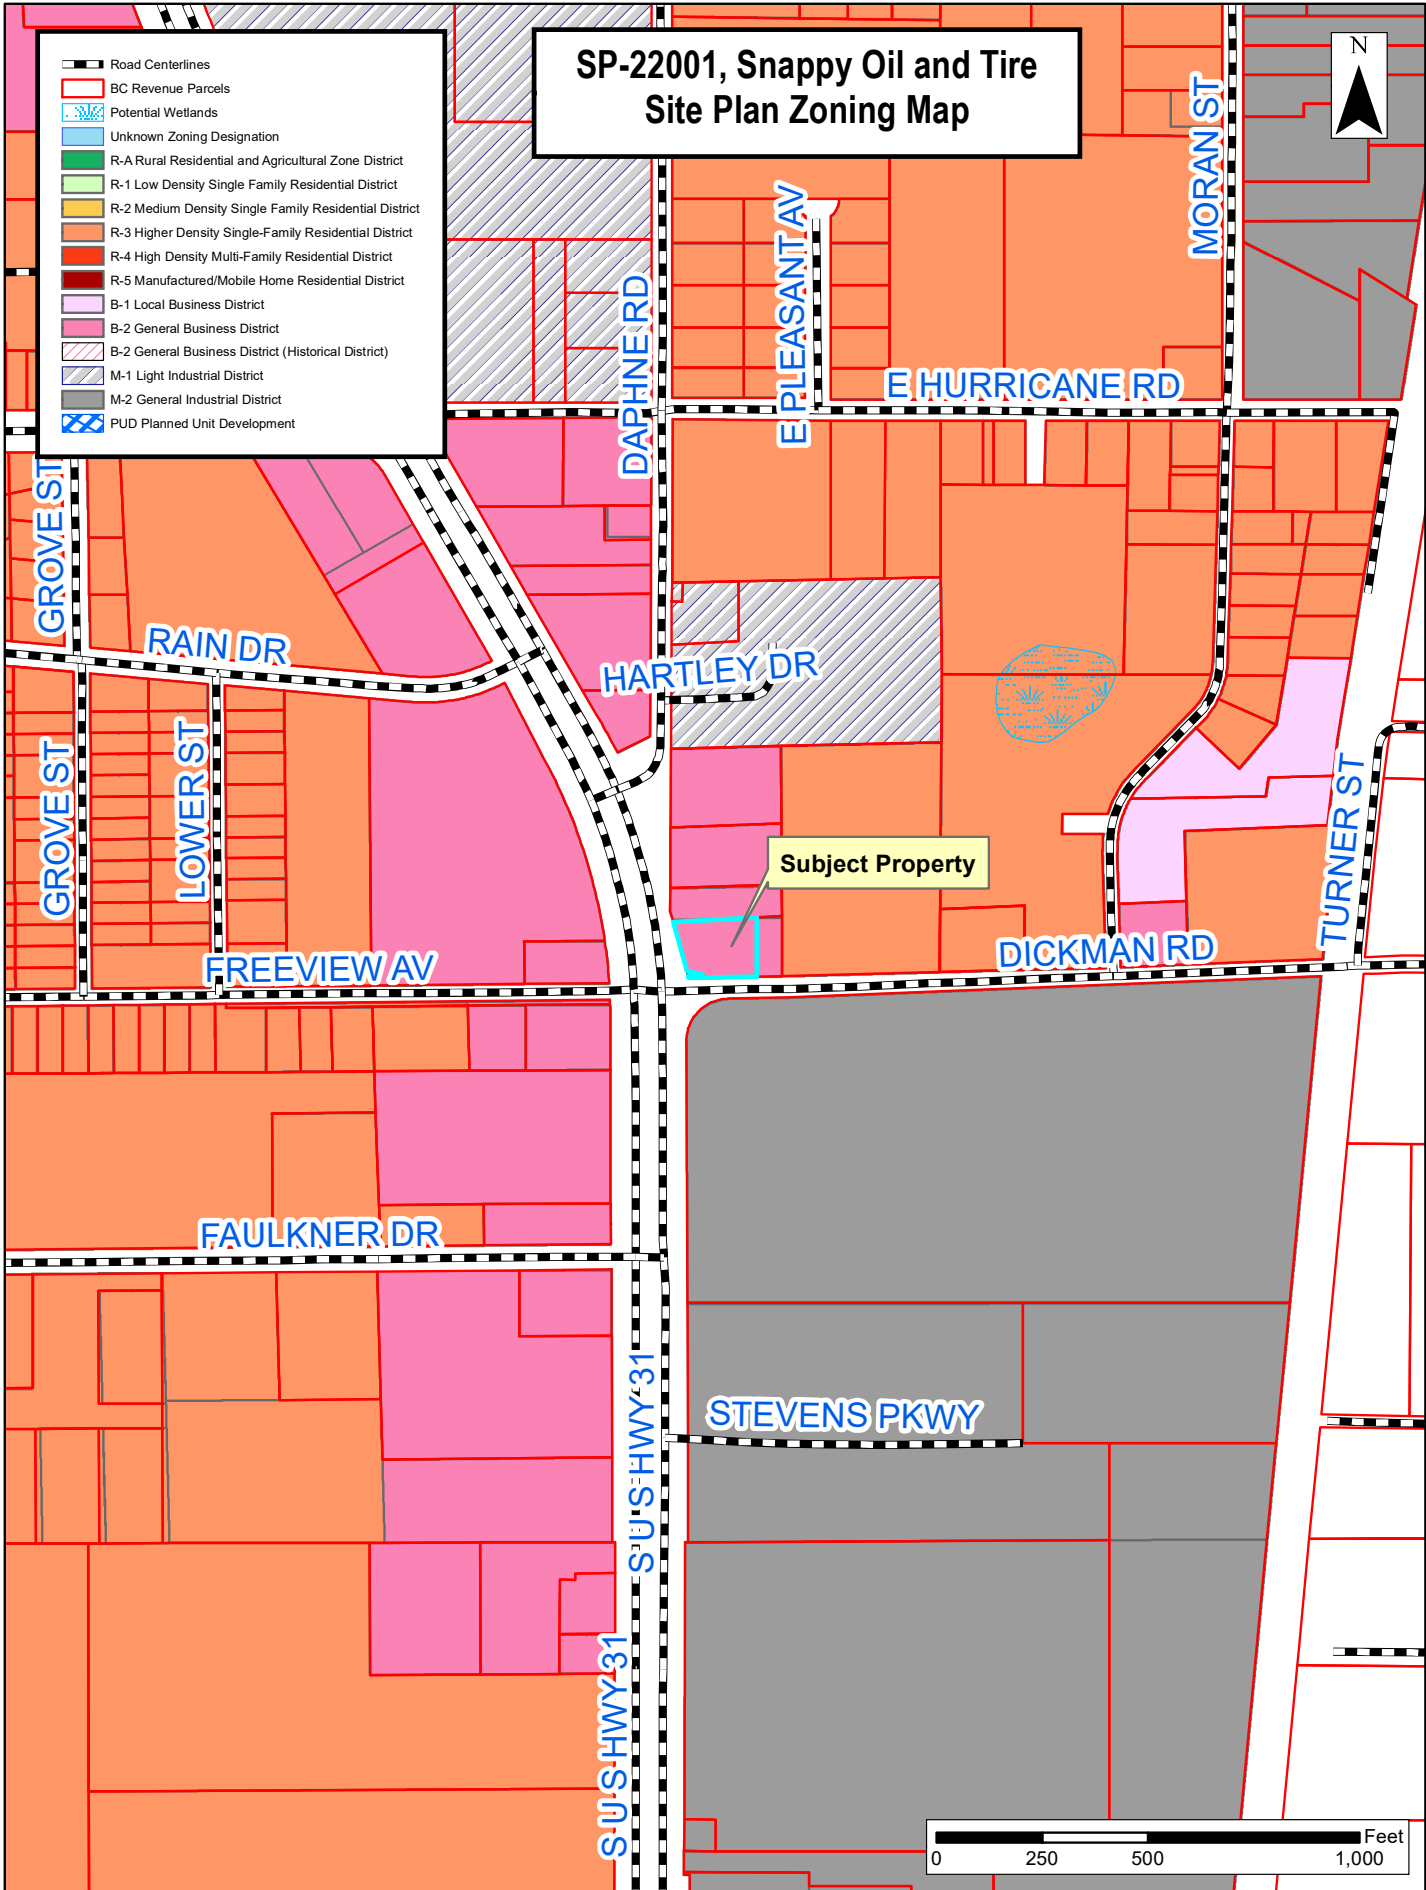 SP-22001, Snappy Oil and Tire
Site Plan Zoning Map
N
Road Centerlines
BC Revenue Parcels
Potential Wetlands
Unknown Zoning Designation
R-A Rural Residential and Agricultural Zone District
R-1 Low Density Single Family Residential District
R-2 Medium Density Single Family Residential District
R-3 Higher Density Single-Family Residential District
R-4 High Density Multi-Family Residential District
R-5 Manufactured/Mobile Home Residential District
B-1 Local Business District
B-2 General Business District
B-2 General Business District (Historical District)
M-1 Light Industrial District
M-2 General Industrial District
PUD Planned Unit Development
MORAN ST
E PLEASANT AV
DAPHNE RD
E HURRICANE RD
GROVE ST
RAIN DR
HARTLEY DR
GROVE ST
LOWER ST
TURNER ST
Subject Property
DICKMAN RD
FREEVIEW AV
FAULKNER DR
STEVENS PKWY
S U S HWY 31
S U S HWY 31
Feet
0 250 500 1,000